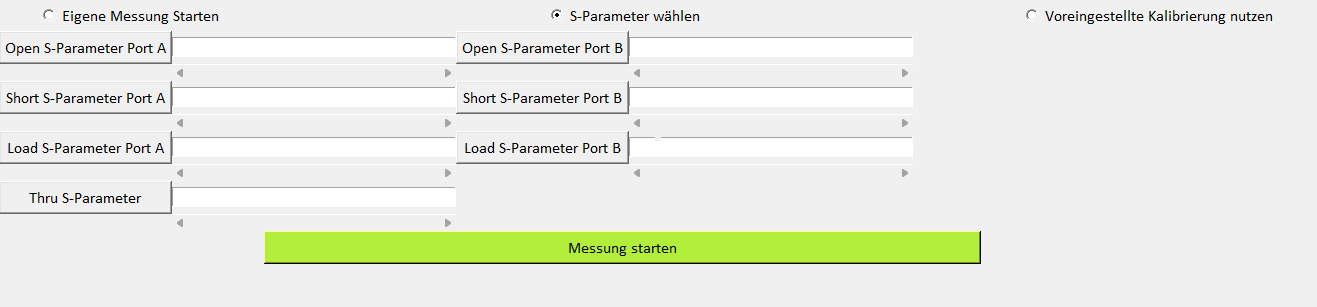 Eigene Messung Starten
S-Parameter wählen
Voreingestellte Kalibrierung nutzen
Open S-Parameter Port A
Open S-Parameter Port B
Short S-Parameter Port A
Short S-Parameter Port B
Load S-Parameter Port A
Load S-Parameter Port B
Thru S-Parameter
Messung starten